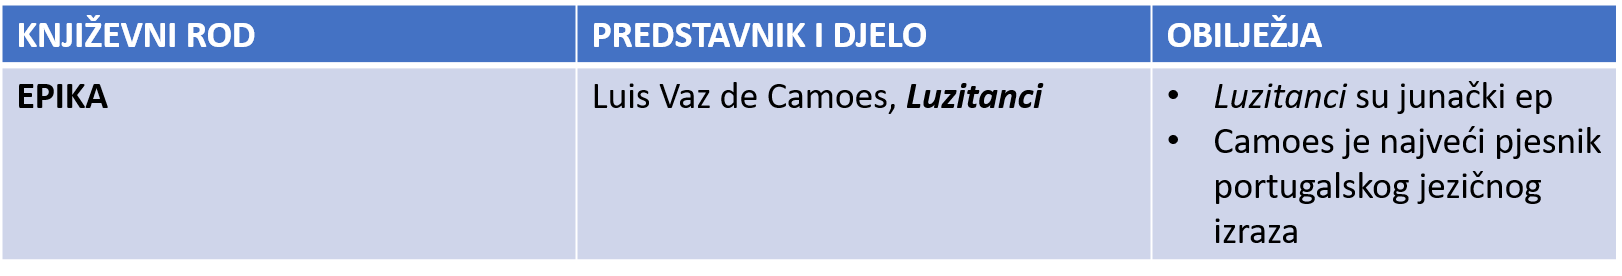 KNJIŽEVNI ROD
PREDSTAVNIK I DJELO
OBILJEŽJA
EPIKA
Luis Vaz de Camoes, Luzitanci
• Luzitanci su junački ep
• Camoes je najveći pjesnik
portugalskog jezičnog
izraza